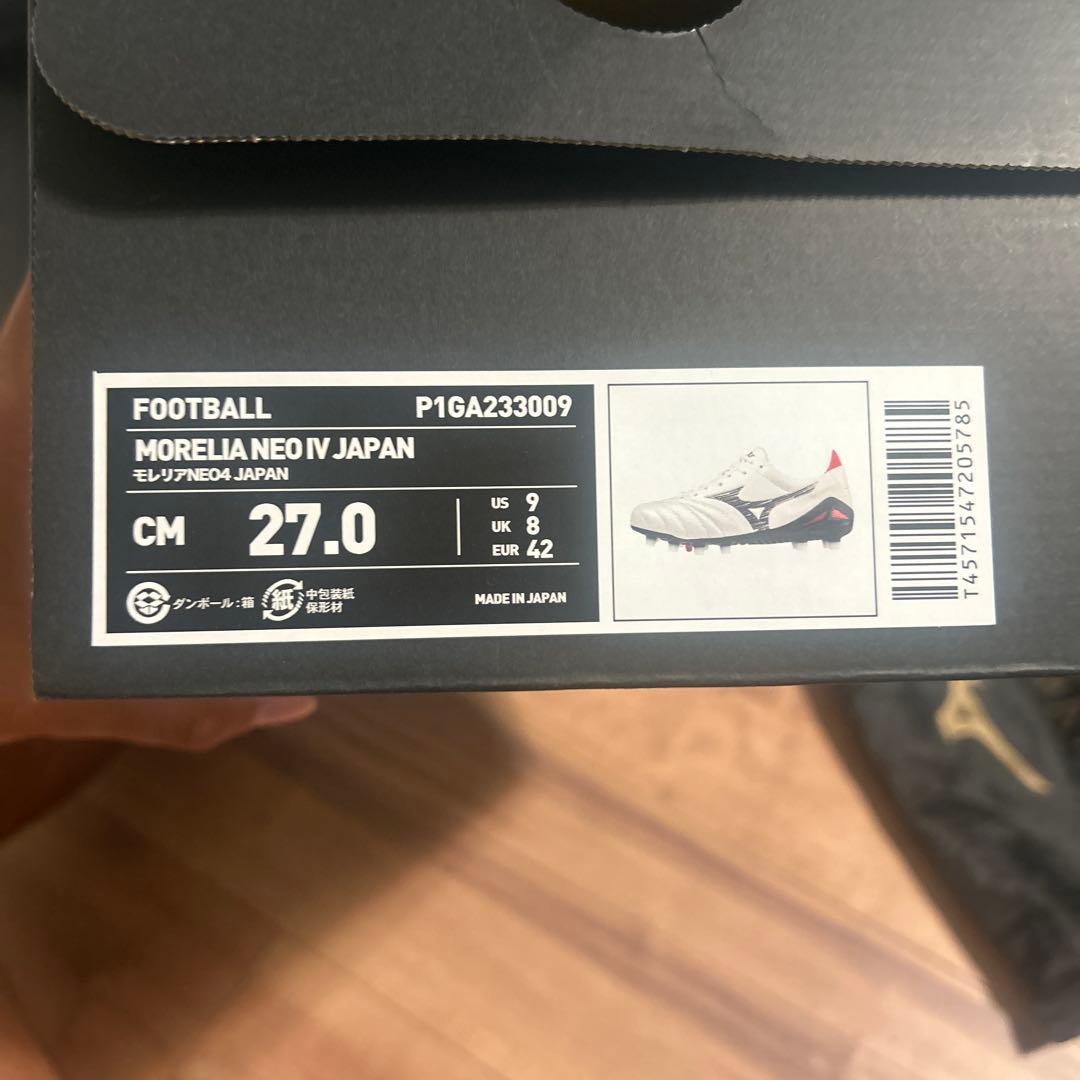 FOOTBALL P1GA233009
MORELIA NEO IV JAPAN
モレリアNEO4 JAPAN
CM 27.0
US 9
UK 8
EUR 42
ダンボール:箱
紙
中包装紙
保形材
MADE IN JAPAN
T4571547205785